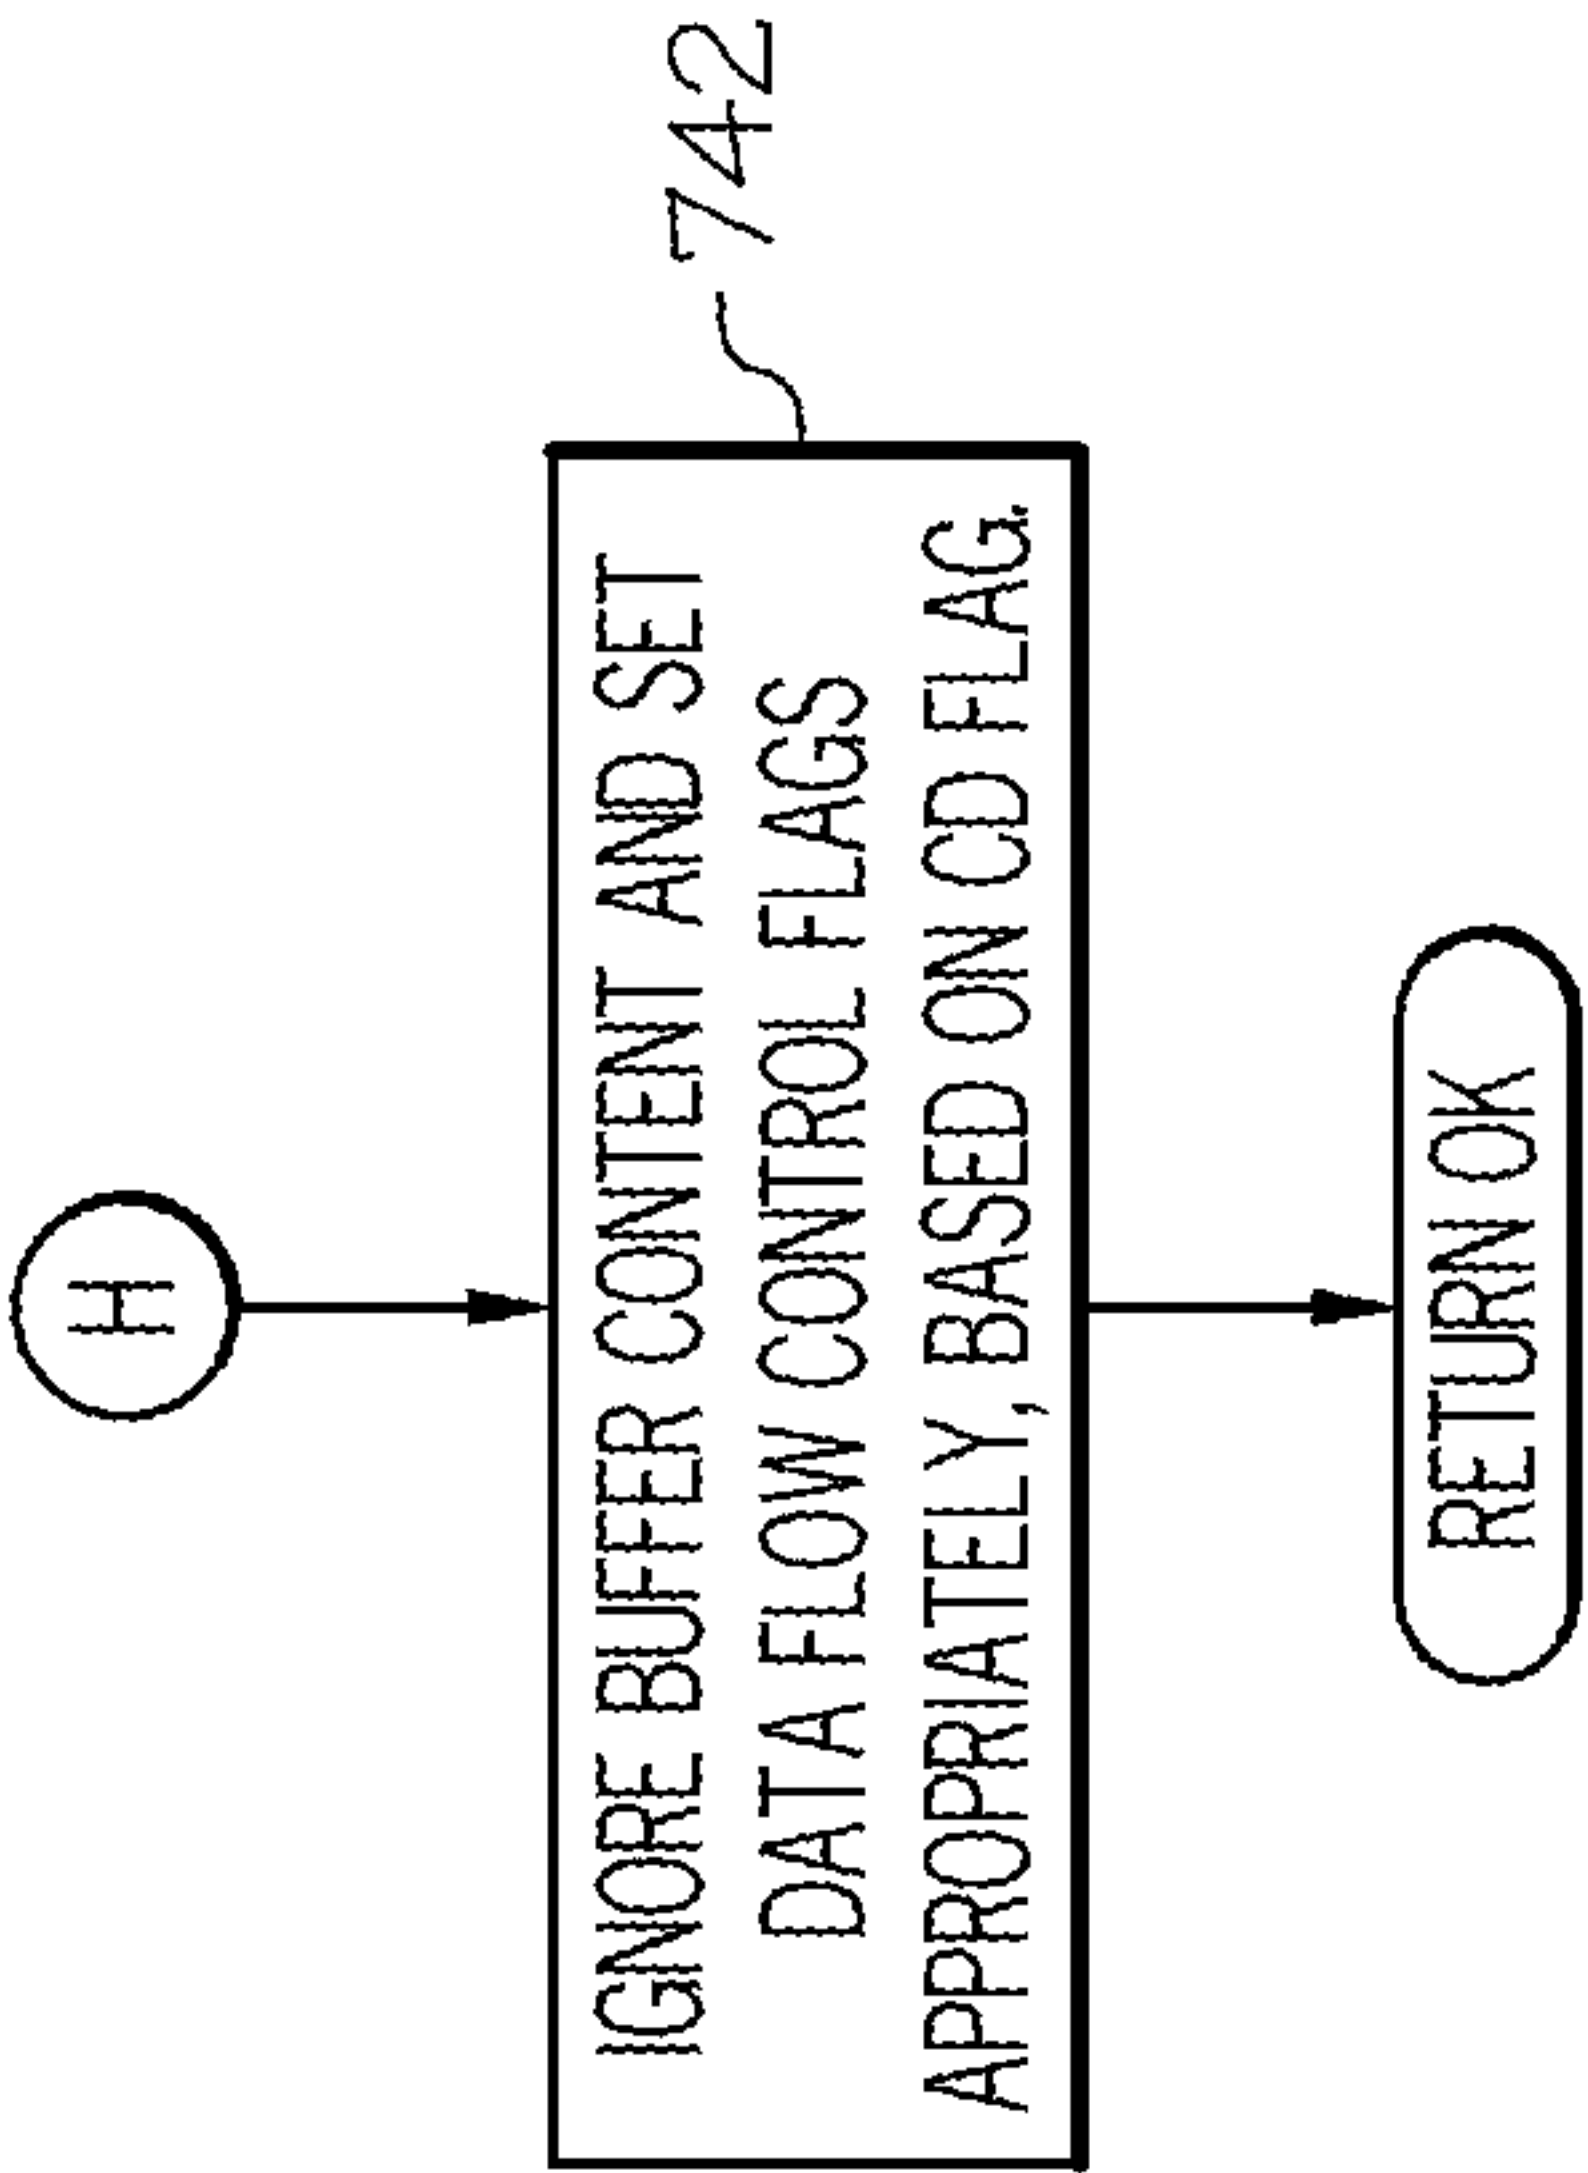 H
IGNORE BUFFER CONTENT AND SET
DATA FLOW CONTROL FLAGS
APPROPRIATELY, BASED ON CD FLAG.
742
RETURN OK